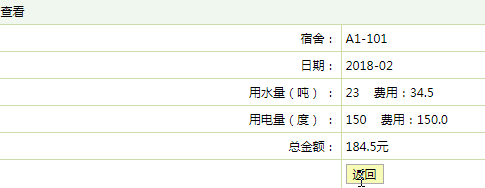 查看
宿舍： A1-101
日期： 2018-02
用水量（吨）： 23 费用：34.5
用电量（度）： 150 费用：150.0
总金额： 184.5元
返回